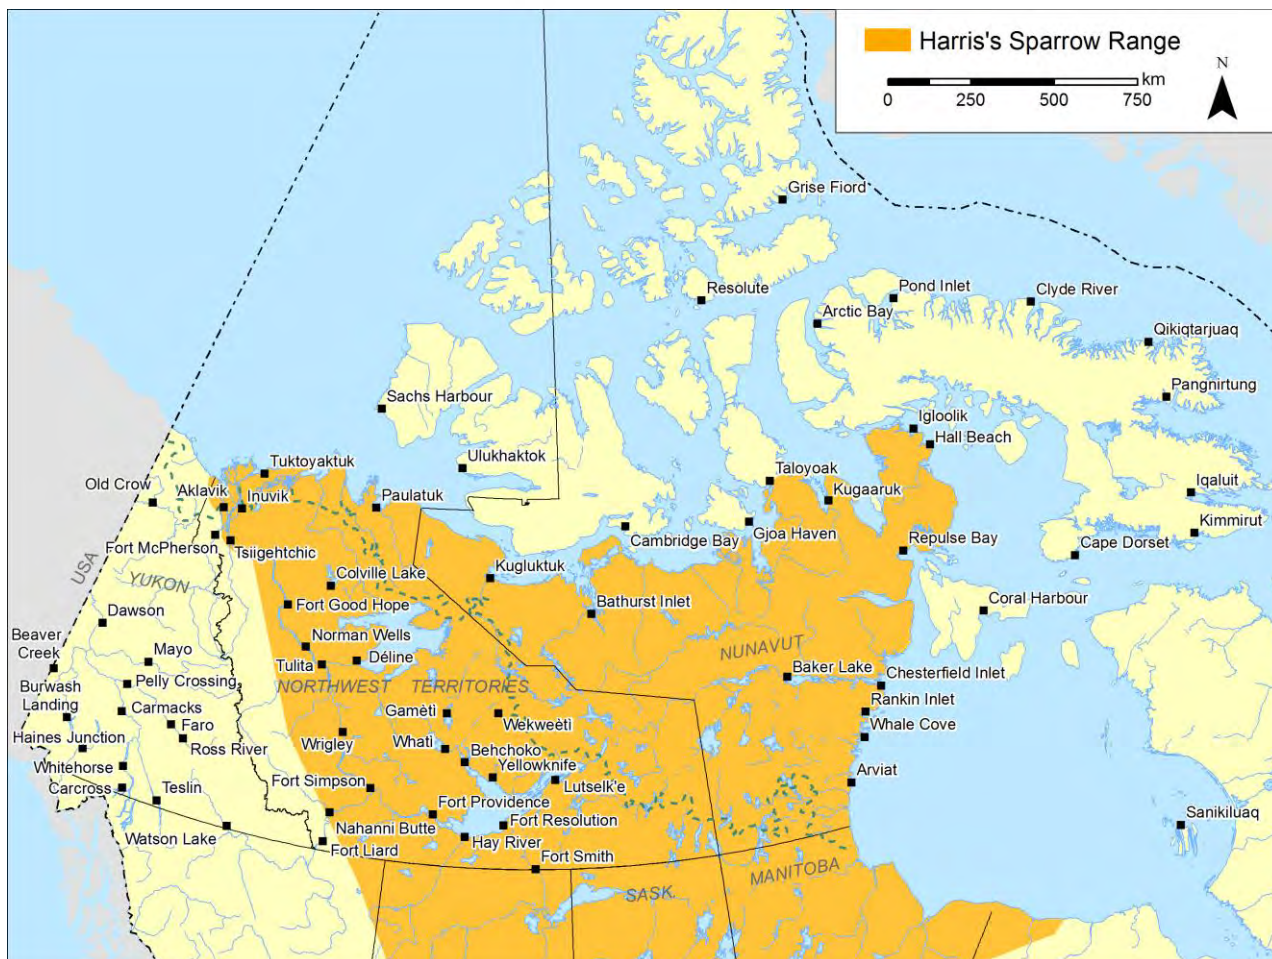 Harris's Sparrow Range
km
0 250 500 750
N
Grise Fiord
Resolute
Pond Inlet
Clyde River
Arctic Bay
Qikiqtarjuaq
Pangnirtung
Sachs Harbour
Igloolik
Hall Beach
Ulukhaktok
Tuktoyaktuk
Taloyoak
Iqaluit
Old Crow
Aklavik
Inuvik
Paulatuk
Kugaaruk
Kimmirut
Fort McPherson
Tsiigehtchic
Cambridge Bay
Gjoa Haven
Repulse Bay
Cape Dorset
USA
YUKON
Colville Lake
Kugluktuk
Dawson
Fort Good Hope
Bathurst Inlet
Coral Harbour
Beaver
Creek
Mayo
Norman Wells
Tulita
Déline
NUNAVUT
Baker Lake
Chesterfield Inlet
Pelly Crossing
NORTHWEST TERRITORIES
Burwash
Landing
Carmacks
Faro
Gamètì
Wekweètì
Rankin Inlet
Whale Cove
Haines Junction
Ross River
Wrigley
Whatì
Behchoko
Yellowknife
Whitehorse
Carcross
Teslin
Fort Simpson
Lutselk'e
Arviat
Fort Providence
Fort Resolution
Sanikiluaq
Watson Lake
Nahanni Butte
Fort Liard
Hay River
Fort Smith
SASK.
MANITOBA